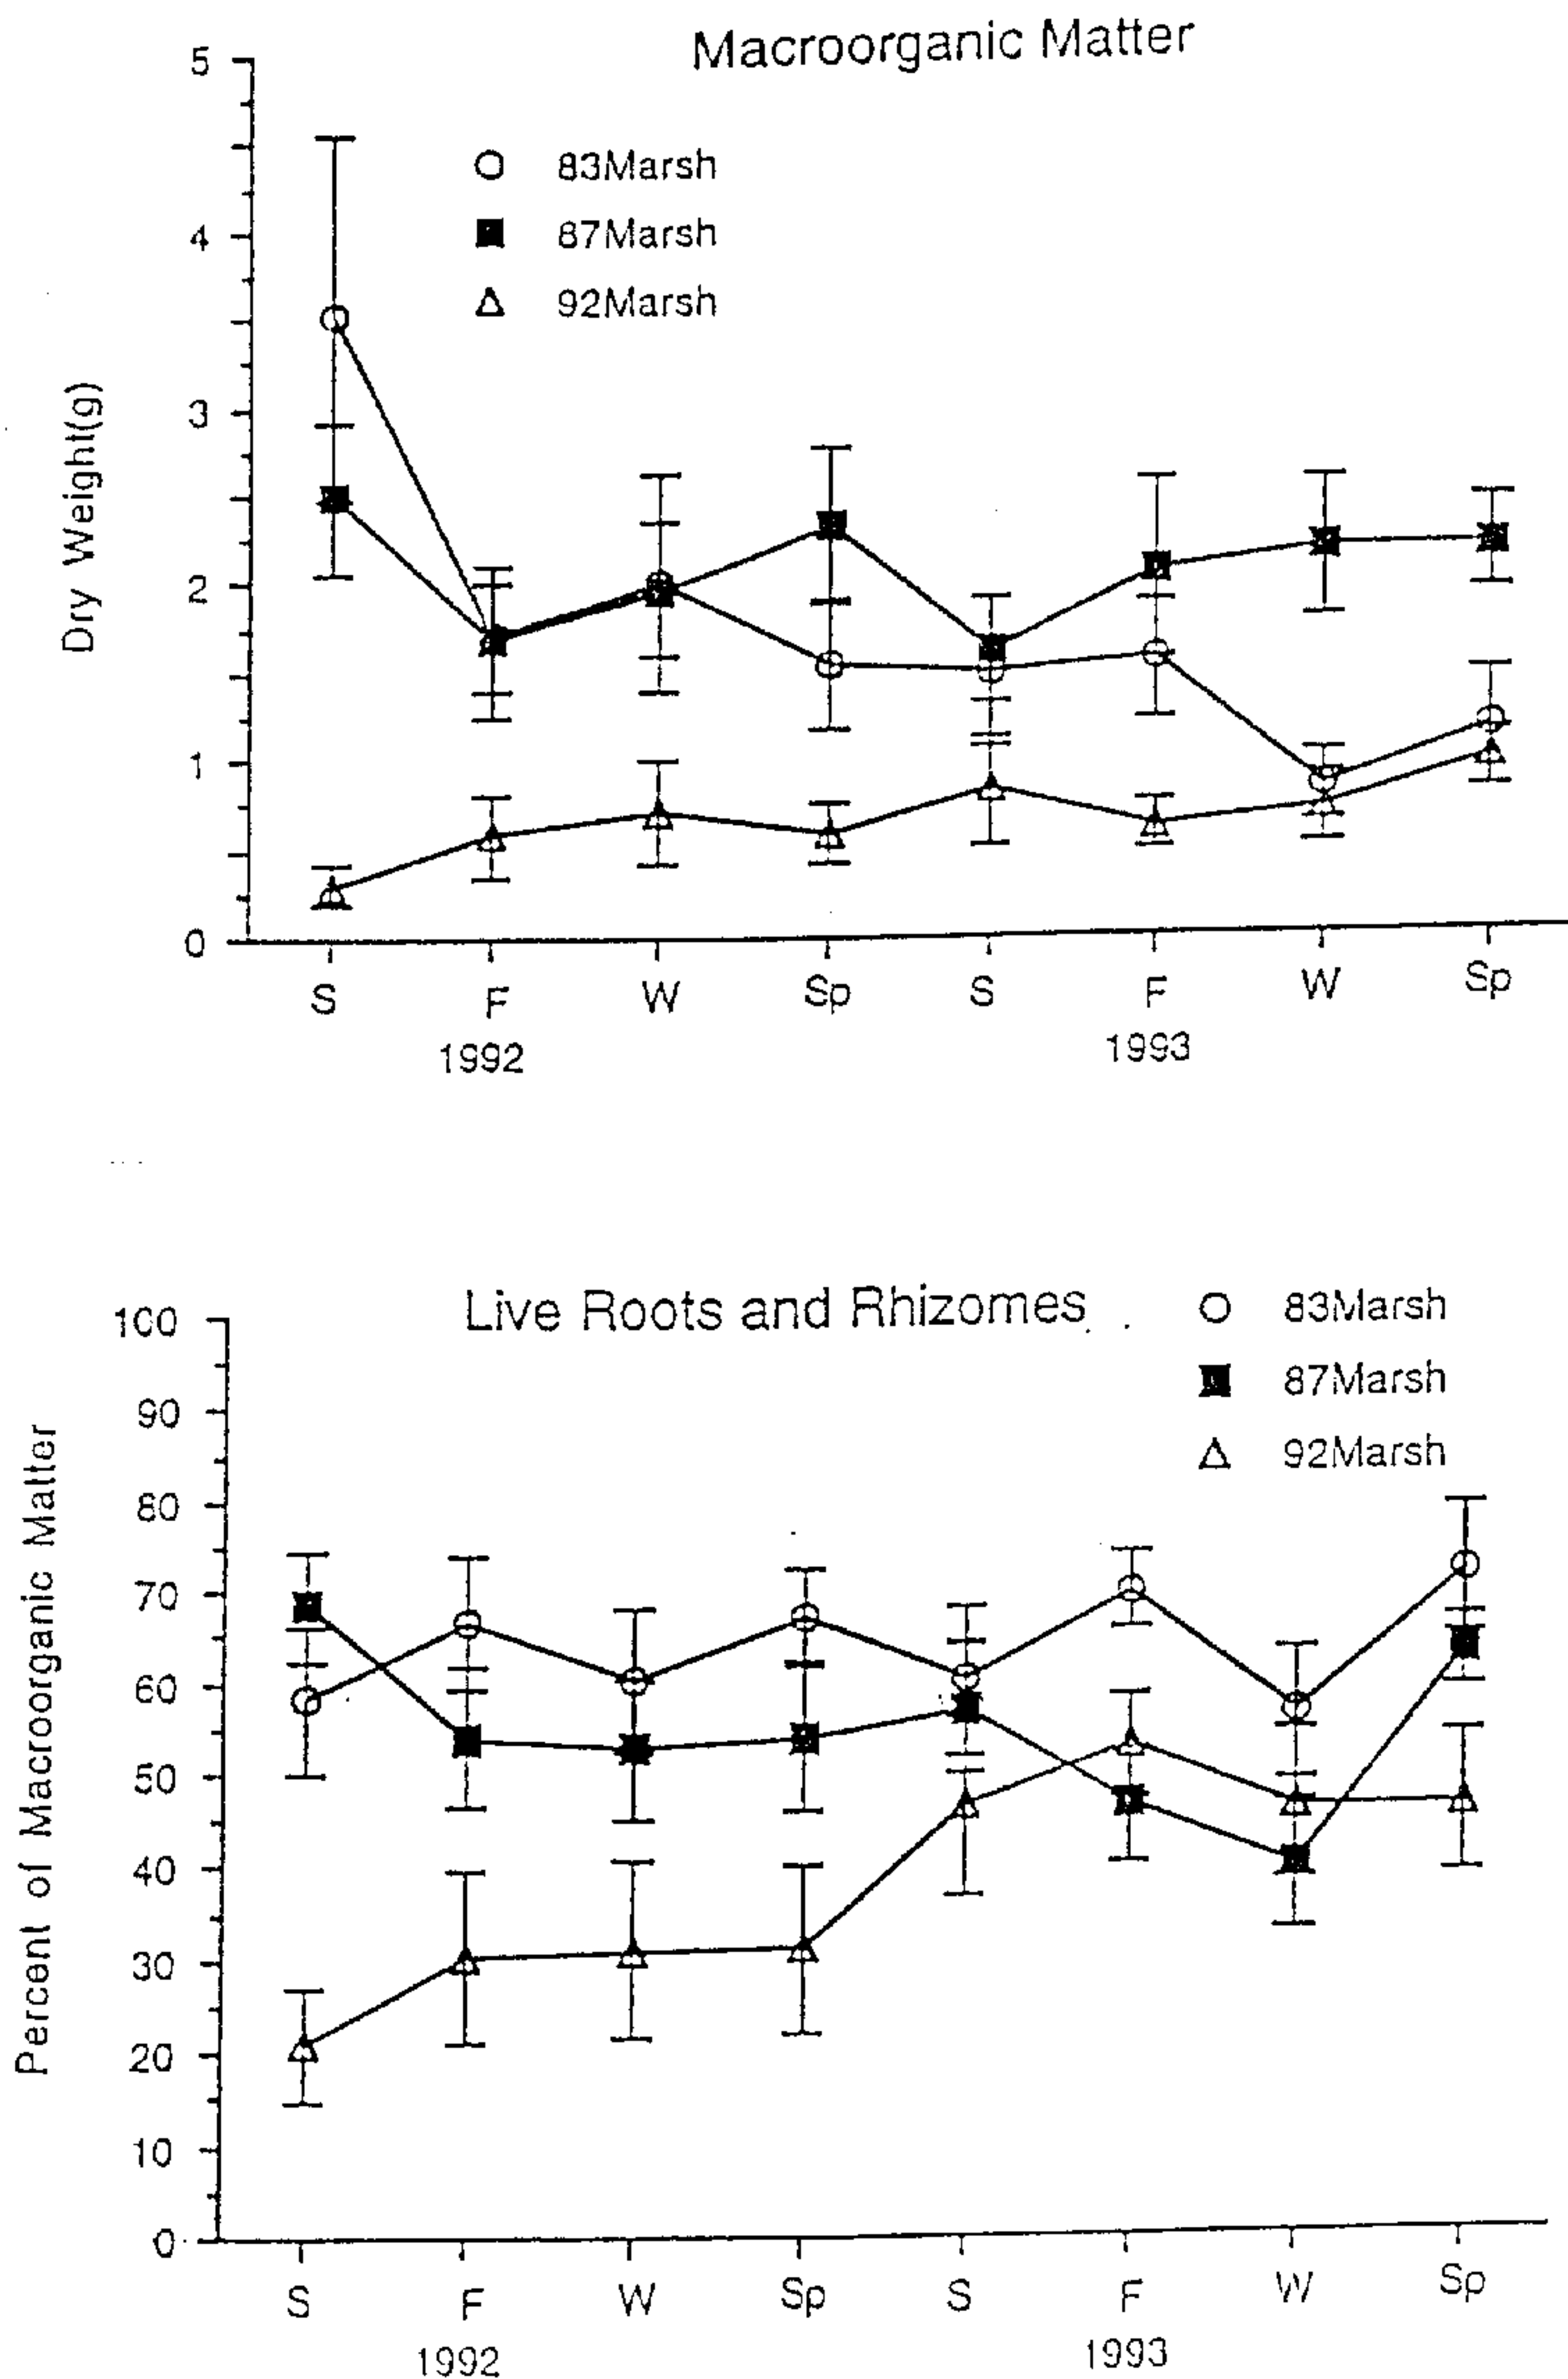 Macroorganic Matter
5
4
3
2
1
0
Dry Weight(g)
83Marsh
87Marsh
92Marsh
S F W Sp S F W Sp
1992 1993
Live Roots and Rhizomes
83Marsh
87Marsh
92Marsh
100
90
80
70
60
50
40
30
20
10
0
Percent of Macroorganic Matter
S F W Sp S F W Sp
1992 1993